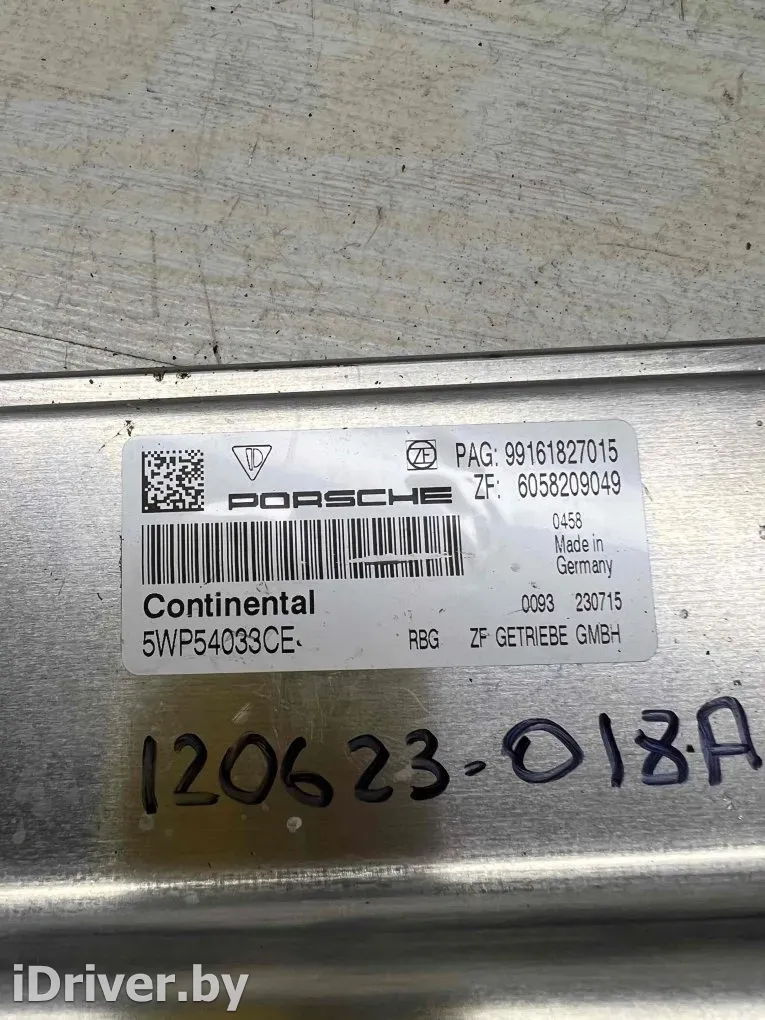 PAG: 99161827015
PORSCHE
ZF
ZF: 6058209049
0458
Made in
Germany
Continental
0093 230715
5WP54033CE
RBG ZF GETRIEBE GMBH
120623-018A
iDriver.by